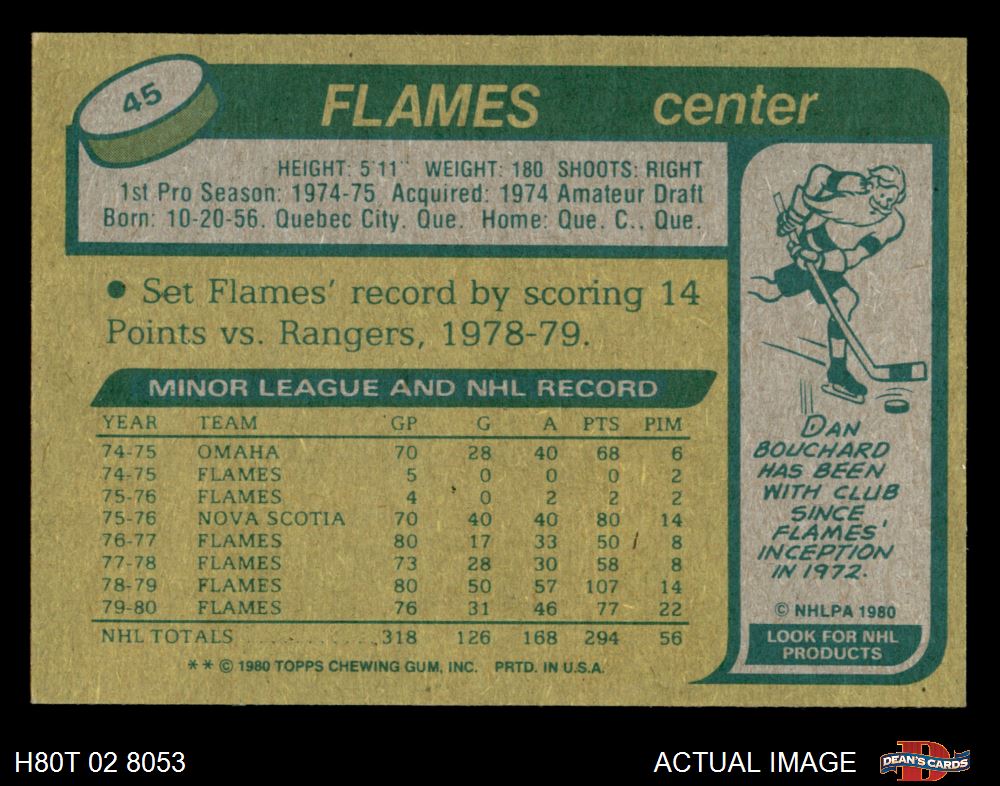 45
FLAMES center
HEIGHT: 5'11" WEIGHT: 180 SHOOTS: RIGHT
1st Pro Season: 1974-75. Acquired: 1974 Amateur Draft
Born: 10-20-56. Quebec City, Que. Home: Que. C., Que.
• Set Flames' record by scoring 14
Points vs. Rangers, 1978-79.
MINOR LEAGUE AND NHL RECORD
YEAR TEAM GP G A PTS PIM
74-75 OMAHA 70 28 40 68 6
74-75 FLAMES 5 0 0 0 2
75-76 FLAMES 4 0 2 2 2
75-76 NOVA SCOTIA 70 40 40 80 14
76-77 FLAMES 80 17 33 50 8
77-78 FLAMES 73 28 30 58 8
78-79 FLAMES 80 50 57 107 14
79-80 FLAMES 76 31 46 77 22
NHL TOTALS ............. 318 126 168 294 56
** © 1980 TOPPS CHEWING GUM, INC. PRTD. IN U.S.A.
DAN
BOUCHARD
HAS BEEN
WITH CLUB
SINCE
FLAMES'
INCEPTION
IN 1972.
© NHLPA 1980
LOOK FOR NHL
PRODUCTS
H80T 02 8053
ACTUAL IMAGE
D
DEAN'S CARDS